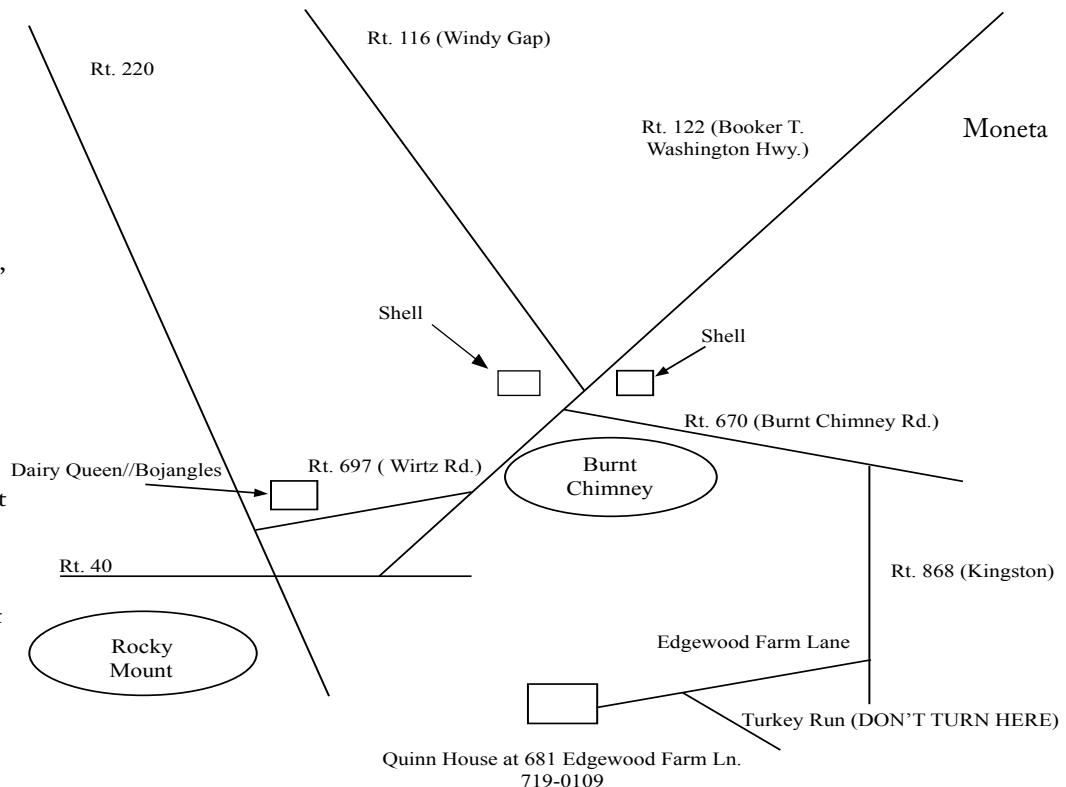 Rt. 116 (Windy Gap)
Rt. 220
Rt. 122 (Booker T.
Washington Hwy.)
Moneta
,
Shell
Shell
Rt. 670 (Burnt Chimney Rd.)
Dairy Queen//Bojangles
Rt. 697 ( Wirtz Rd.)
Burnt
Chimney
t
Rt. 40
Rt. 868 (Kingston)
Rocky
Mount
Edgewood Farm Lane
Turkey Run (DON’T TURN HERE)
Quinn House at 681 Edgewood Farm Ln.
719-0109